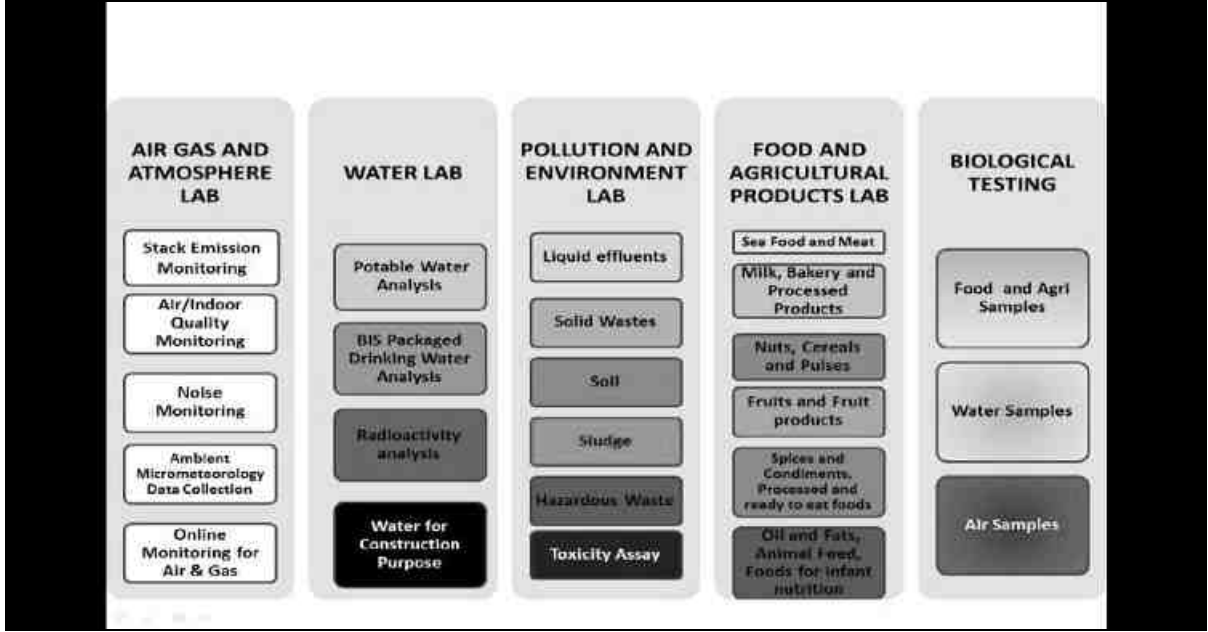 AIR GAS AND
ATMOSPHERE
LAB
Stack Emission
Monitoring
Air/Indoor
Quality
Monitoring
Noise
Monitoring
Ambient
Micrometeorology
Data Collection
Online
Monitoring for
Air & Gas
WATER LAB
Potable Water
Analysis
BIS Packaged
Drinking Water
Analysis
Radioactivity
analysis
Water for
Construction
Purpose
POLLUTION AND
ENVIRONMENT
LAB
Liquid effluents
Solid Wastes
Soil
Sludge
Hazardous Waste
Toxicity Assay
FOOD AND
AGRICULTURAL
PRODUCTS LAB
Sea Food and Meat
Milk, Bakery and
Processed
Products
Nuts, Cereals
and Pulses
Fruits and Fruit
products
Spices and
Condiments,
Processed and
ready to eat foods
Oil and Fats,
Animal Feed,
Foods for infant
nutrition
BIOLOGICAL
TESTING
Food and Agri
Samples
Water Samples
Air Samples